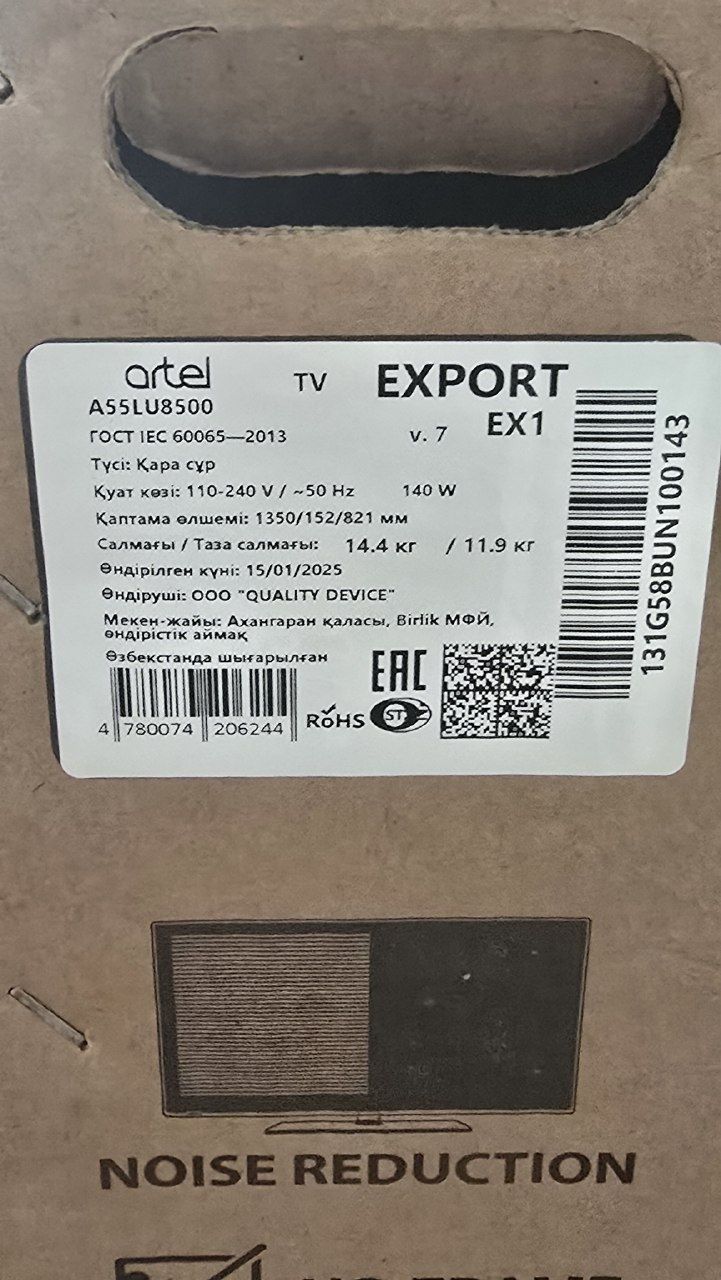 artel TV EXPORT
A55LU8500
EX1
ГОСТ IEC 60065—2013 v. 7
Түсі: Қара сұр
Қуат көзі: 110-240 V / ~50 Hz 140 W
Қаптама өлшемі: 1350/152/821 мм
Салмағы / Таза салмағы: 14.4 кг / 11.9 кг
Өндірілген күні: 15/01/2025
Өндіруші: ООО "QUALITY DEVICE"
Мекен-жайы: Ахангаран қаласы, Birlik МФЙ,
өндірістік аймақ
Өзбекстанда шығарылған
EAC
RoHS
ST
4 780074 206244
131G58BUN100143
NOISE REDUCTION